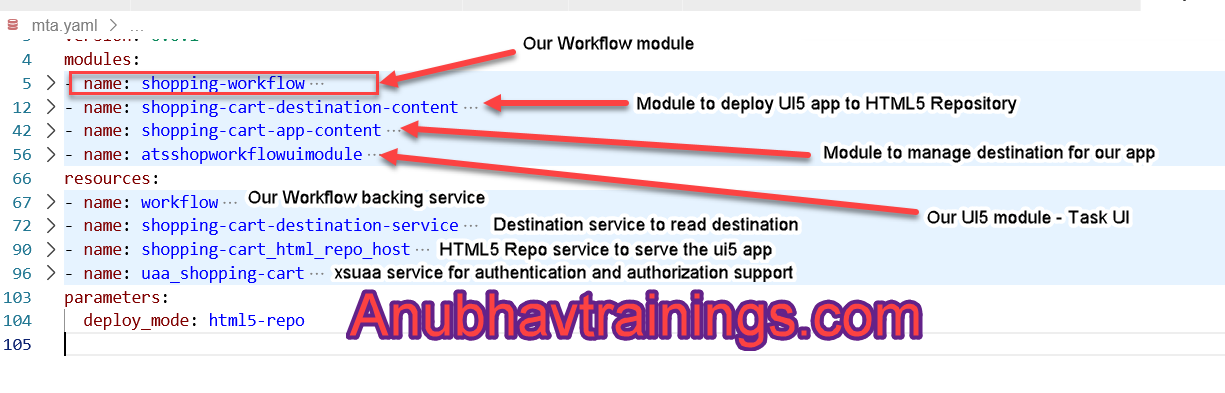 mta.yaml > ...
Our Workflow module
4 modules:
5 > - name: shopping-workflow ...
12 > - name: shopping-cart-destination-content ... Module to deploy UI5 app to HTML5 Repository
42 > - name: shopping-cart-app-content ... Module to manage destination for our app
56 > - name: atsshopworkflowuimodule ...
66 resources:
67 > - name: workflow ... Our Workflow backing service
Our UI5 module - Task UI
72 > - name: shopping-cart-destination-service ... Destination service to read destination
90 > - name: shopping-cart_html_repo_host ... HTML5 Repo service to serve the ui5 app
96 > - name: uaa_shopping-cart ... xsuaa service for authentication and authorization support
103 parameters:
104 deploy_mode: html5-repo
Anubhavtrainings.com
105